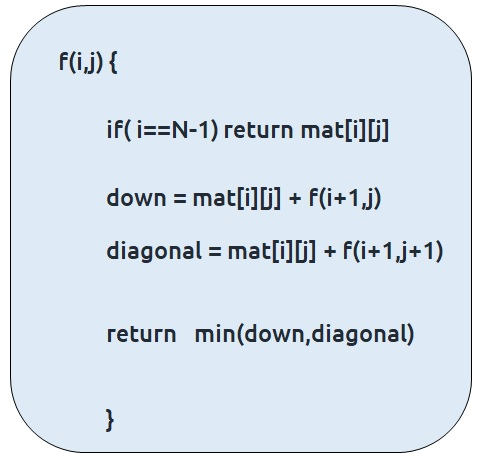 f(i,j) {
if( i==N-1) return mat[i][j]
down = mat[i][j] + f(i+1,j)
diagonal = mat[i][j] + f(i+1,j+1)
return min(down,diagonal)
}